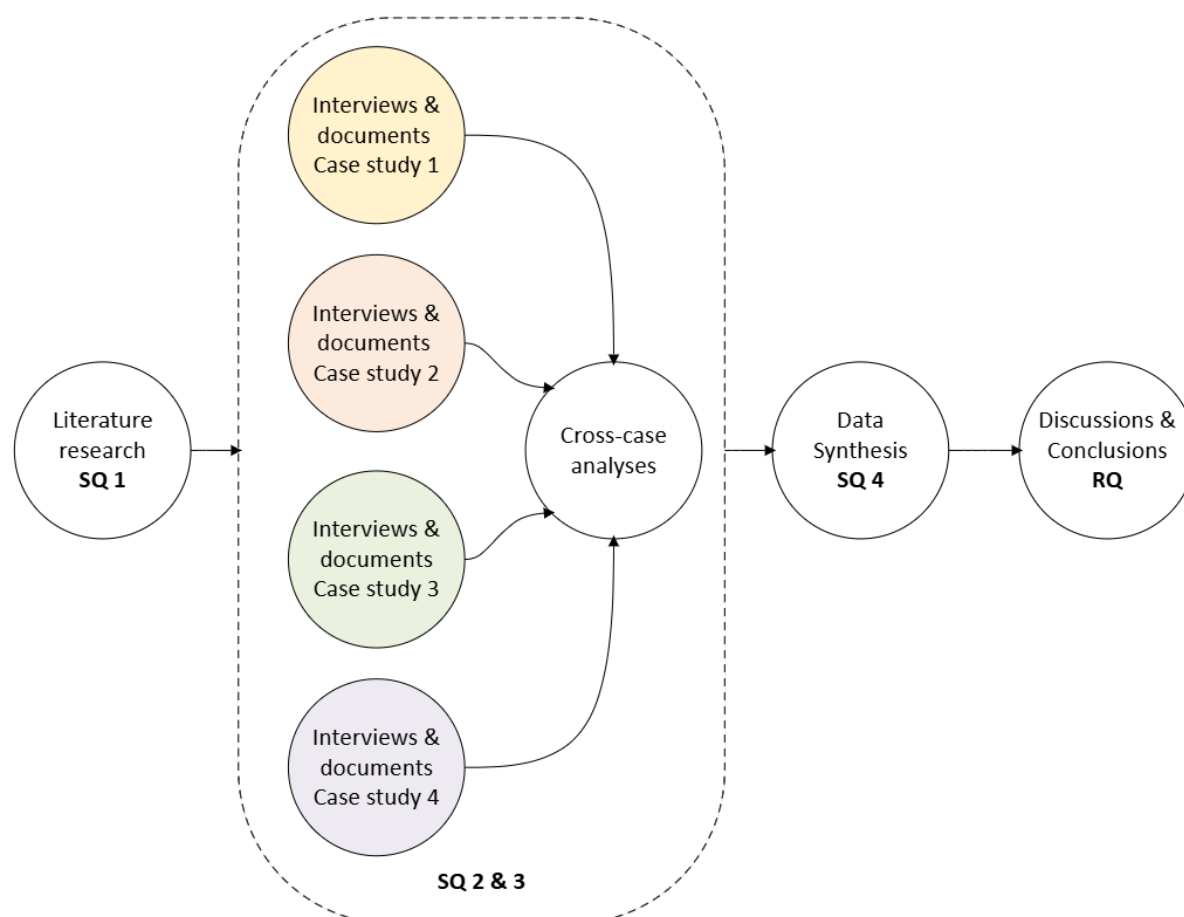 Literature
research
SQ 1
Interviews &
documents
Case study 1
Interviews &
documents
Case study 2
Interviews &
documents
Case study 3
Interviews &
documents
Case study 4
Cross-case
analyses
SQ 2 & 3
Data
Synthesis
SQ 4
Discussions &
Conclusions
RQ